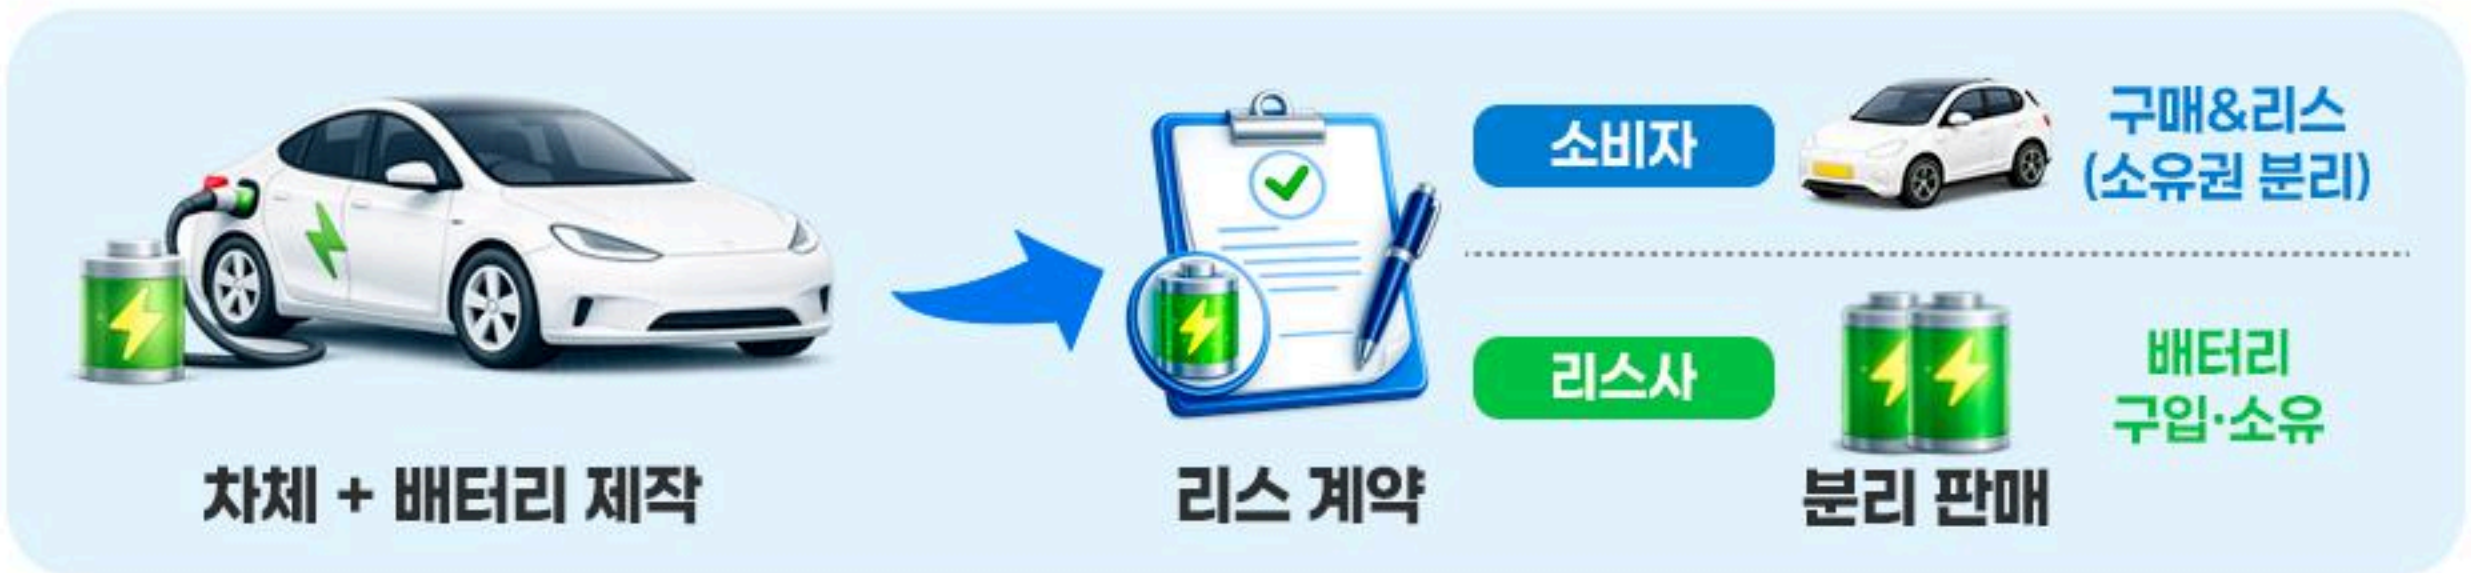 차체 + 배터리 제작
리스 계약
소비자
구매&리스
(소유권 분리)
리스사
배터리
구입·소유
분리 판매